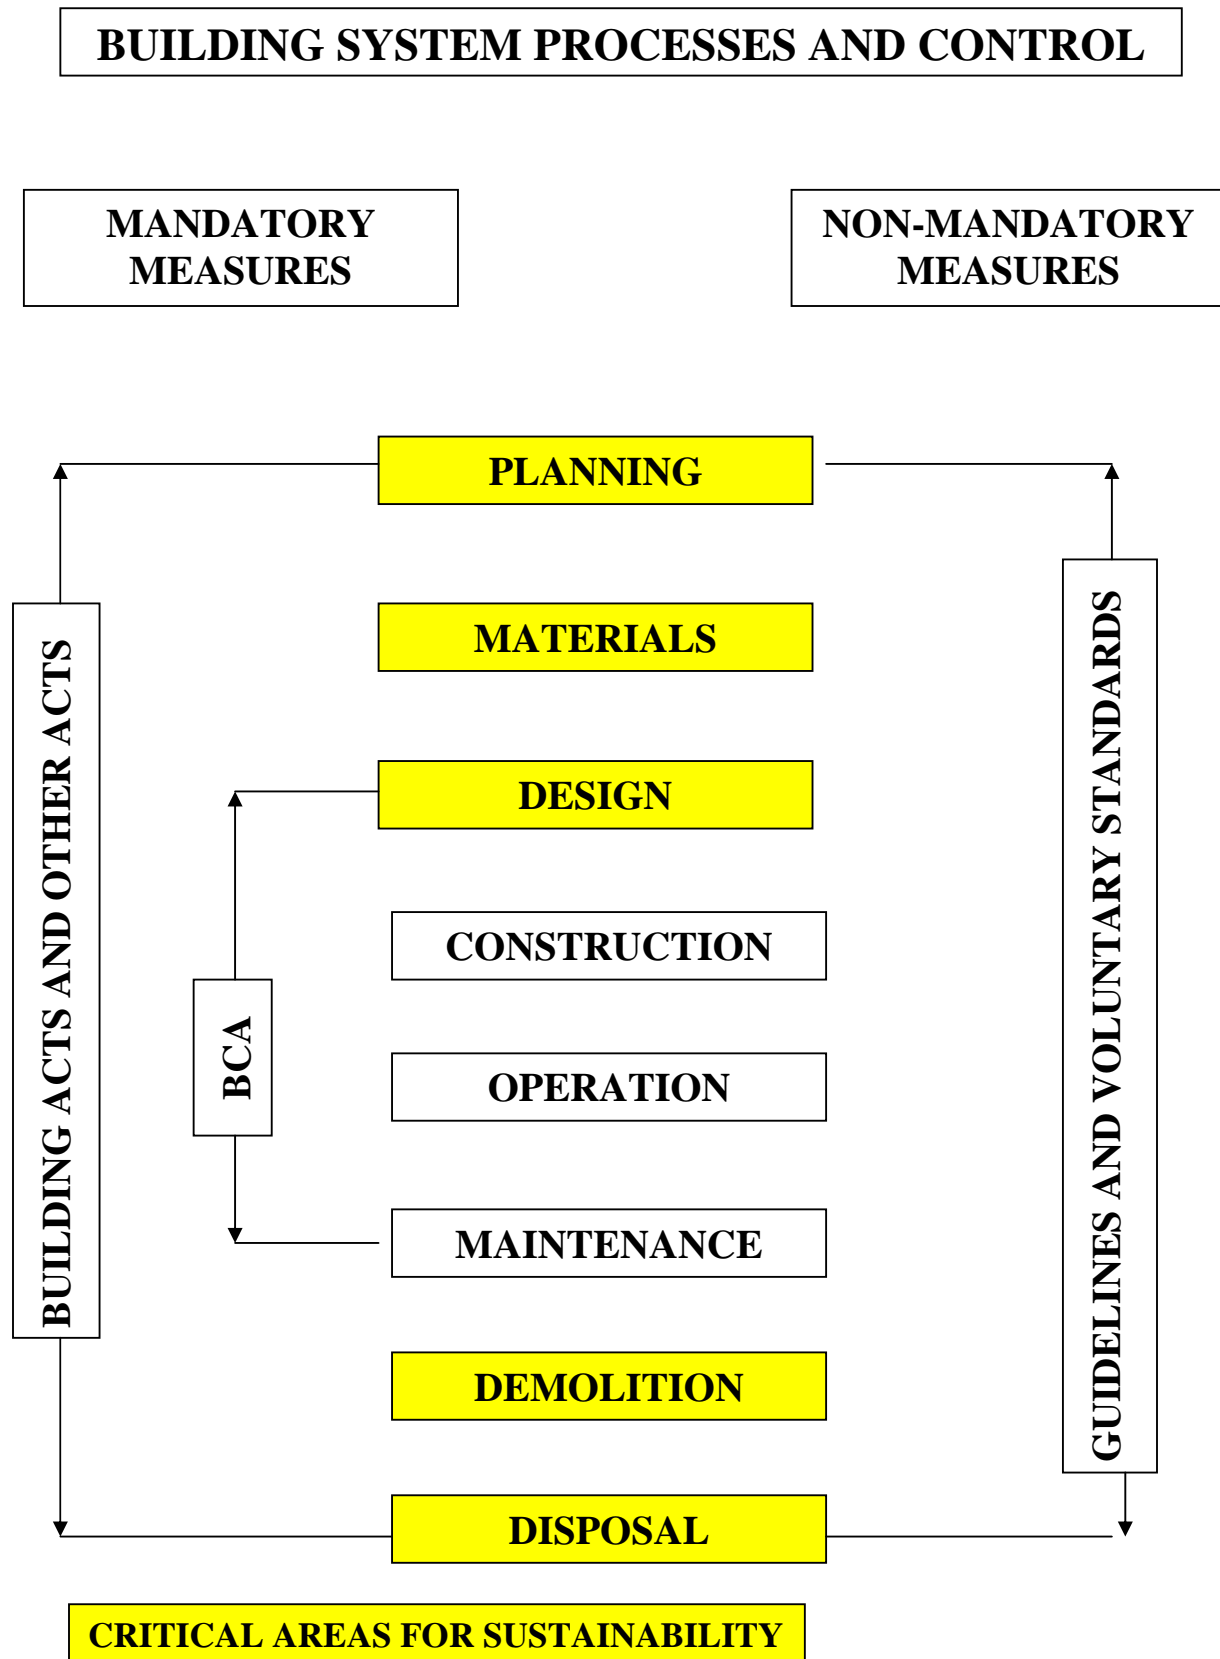 BUILDING SYSTEM PROCESSES AND CONTROL
MANDATORY
MEASURES
NON-MANDATORY
MEASURES
PLANNING
MATERIALS
DESIGN
CONSTRUCTION
OPERATION
MAINTENANCE
DEMOLITION
DISPOSAL
BUILDING ACTS AND OTHER ACTS
BCA
GUIDELINES AND VOLUNTARY STANDARDS
CRITICAL AREAS FOR SUSTAINABILITY